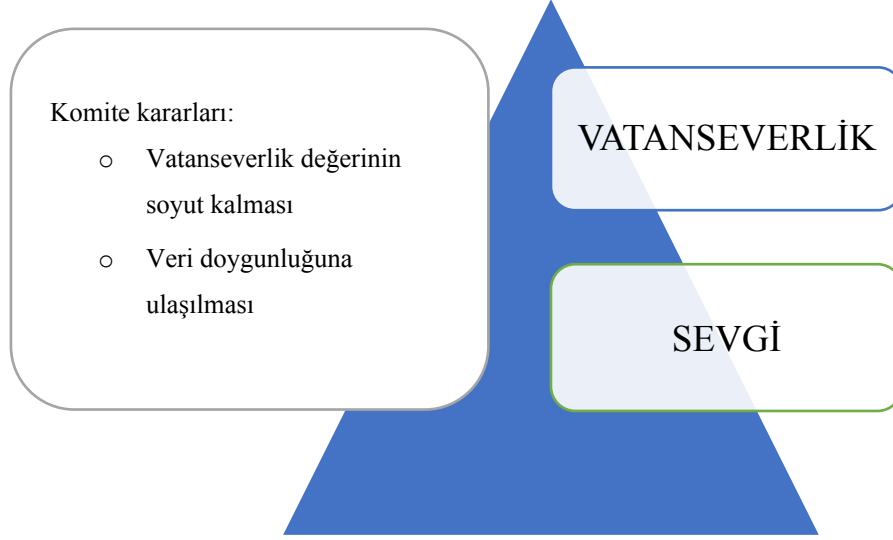 Komite kararları:
o Vatanseverlik değerinin
soyut kalması
o Veri doygunluğuna
ulaşılması
VATANSEVERLİK
SEVGİ